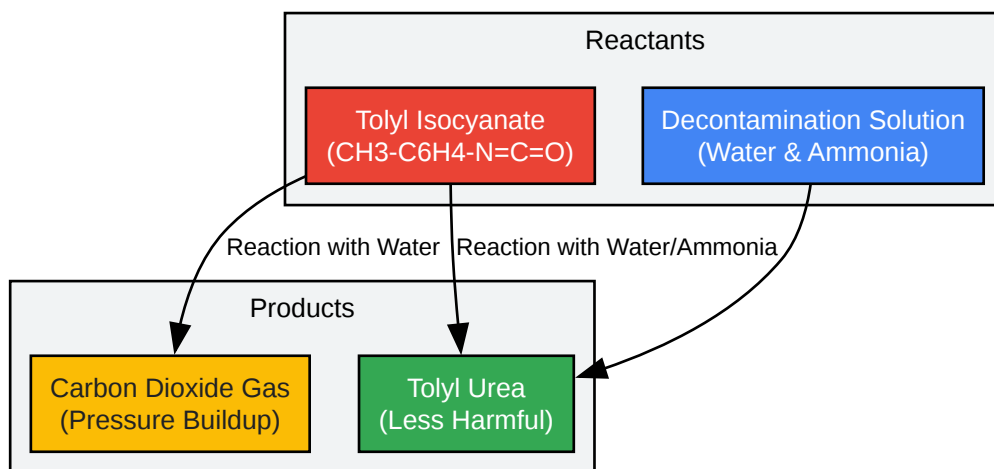 Reactants
Tolyl Isocyanate
(CH3-C6H4-N=C=O)
Decontamination Solution
(Water & Ammonia)
Reaction with Water
Reaction with Water/Ammonia
Products
Carbon Dioxide Gas
(Pressure Buildup)
Tolyl Urea
(Less Harmful)